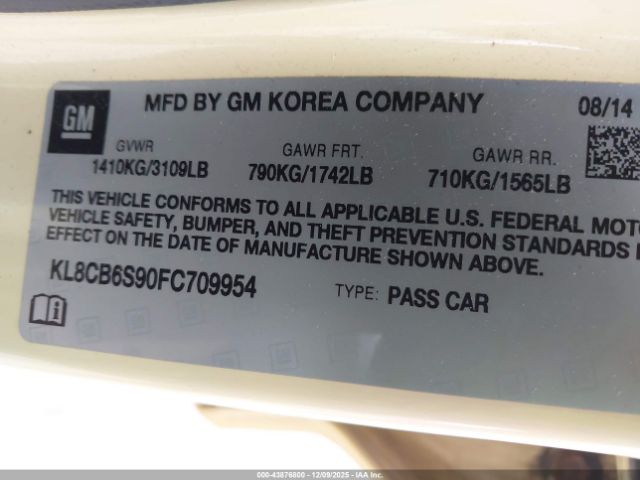 GM
MFD BY GM KOREA COMPANY
08/14
GVWR
1410KG/3109LB
GAWR FRT.
790KG/1742LB
GAWR RR.
710KG/1565LB
THIS VEHICLE CONFORMS TO ALL APPLICABLE U.S. FEDERAL MOTO
VEHICLE SAFETY, BUMPER, AND THEFT PREVENTION STANDARDS
EFFECT ON THE DATE OF MANUFACTURE SHOWN ABOVE.
KL8CB6S90FC709954
TYPE: PASS CAR
000-43876800 - 12/09/2025 - IAAI.COM